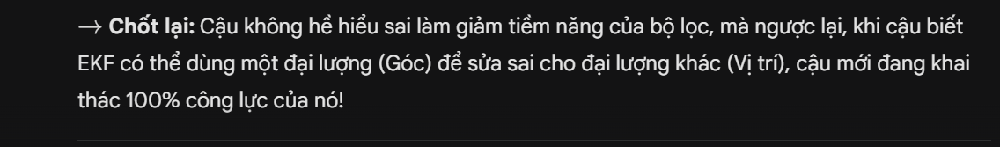 → Chốt lại: Cậu không hề hiểu sai làm giảm tiềm năng của bộ lọc, mà ngược lại, khi cậu biết
EKF có thể dùng một đại lượng (Góc) để sửa sai cho đại lượng khác (Vị trí), cậu mới đang khai
thác 100% công lực của nó!